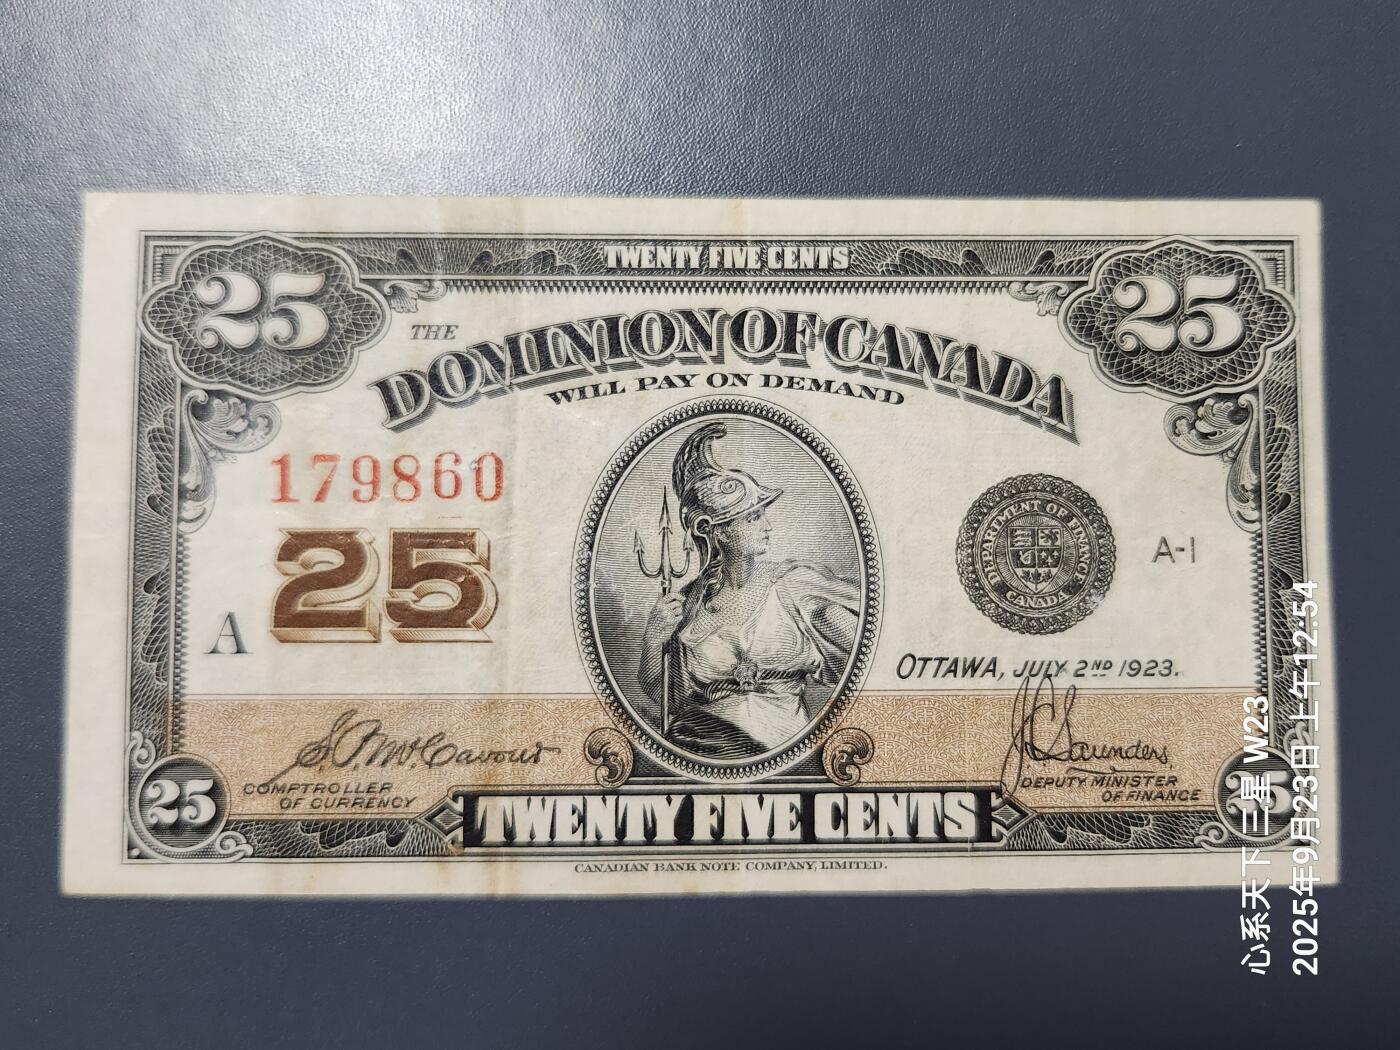 TWENTY FIVE CENTS
25
25
THE
DOMINION OF CANADA
WILL PAY ON DEMAND
179860
25
A
DEPARTMENT OF FINANCE
CANADA
A-1
OTTAWA, JULY 2ND 1923.
COMPTROLLER
OF CURRENCY
J.C. Saunders
DEPUTY MINISTER
OF FINANCE
25
TWENTY FIVE CENTS
25
CANADIAN BANK NOTE COMPANY, LIMITED.
心系天下三星 W23
2025年9月23日上午12:54